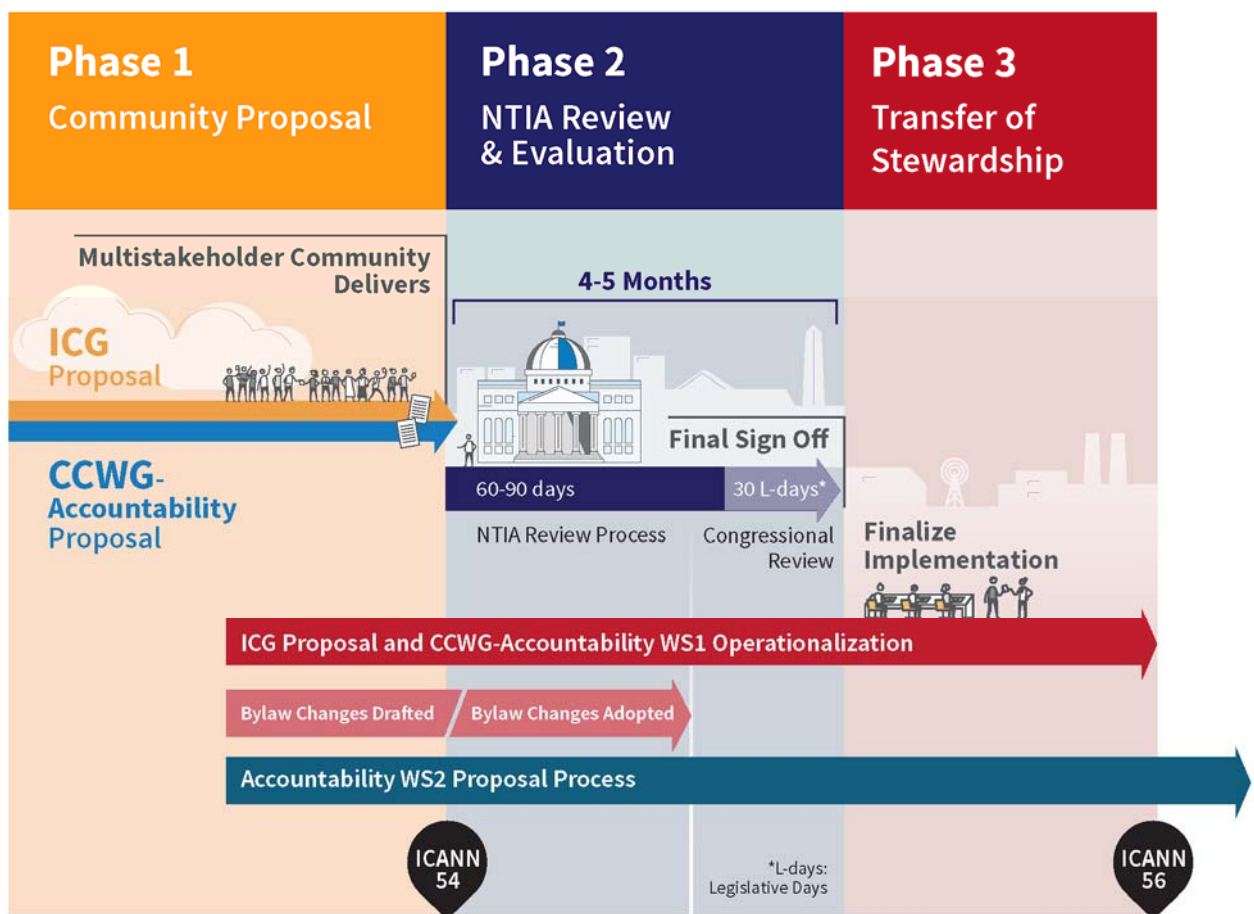 Phase 1
Community Proposal
Phase 2
NTIA Review
& Evaluation
Phase 3
Transfer of
Stewardship
Multistakeholder Community
Delivers
ICG
Proposal
CCWG-
Accountability
Proposal
4-5 Months
Final Sign Off
60-90 days
30 L-days*
NTIA Review Process
Congressional
Review
Finalize
Implementation
ICG Proposal and CCWG-Accountability WS1 Operationalization
Bylaw Changes Drafted
Bylaw Changes Adopted
Accountability WS2 Proposal Process
ICANN
54
*L-days:
Legislative Days
ICANN
56